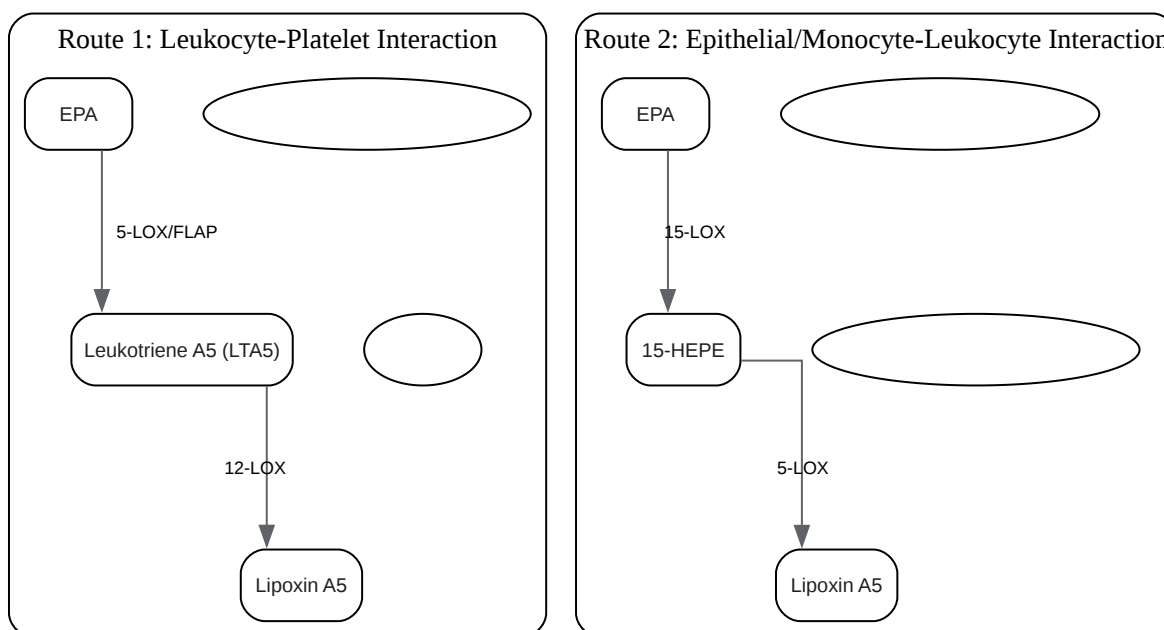 Route 1: Leukocyte-Platelet Interaction
EPA
5-LOX/FLAP
Leukotriene A5 (LTA5)
12-LOX
Lipoxin A5
Route 2: Epithelial/Monocyte-Leukocyte Interaction
EPA
15-LOX
15-HEPE
5-LOX
Lipoxin A5